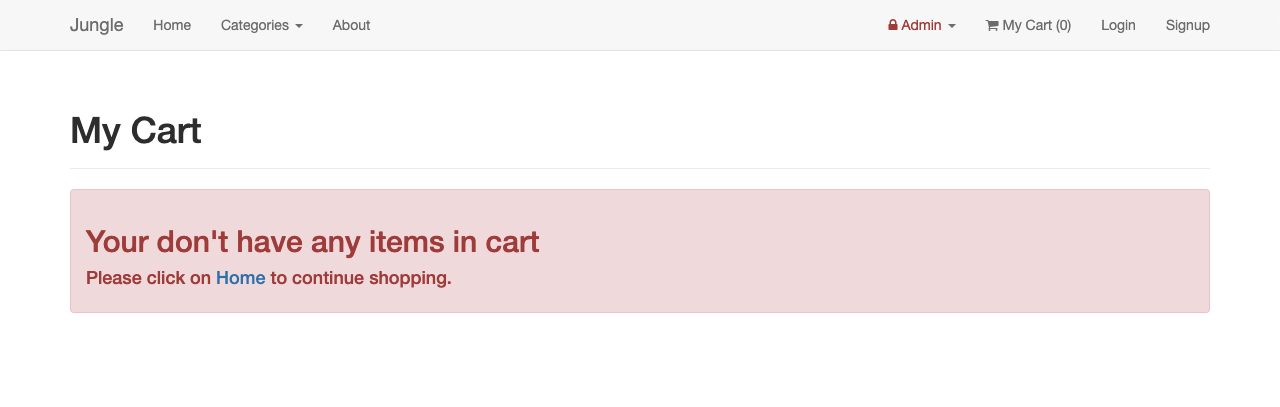 Jungle Home Categories About Admin My Cart (0) Login Signup
My Cart
Your don't have any items in cart
Please click on Home to continue shopping.